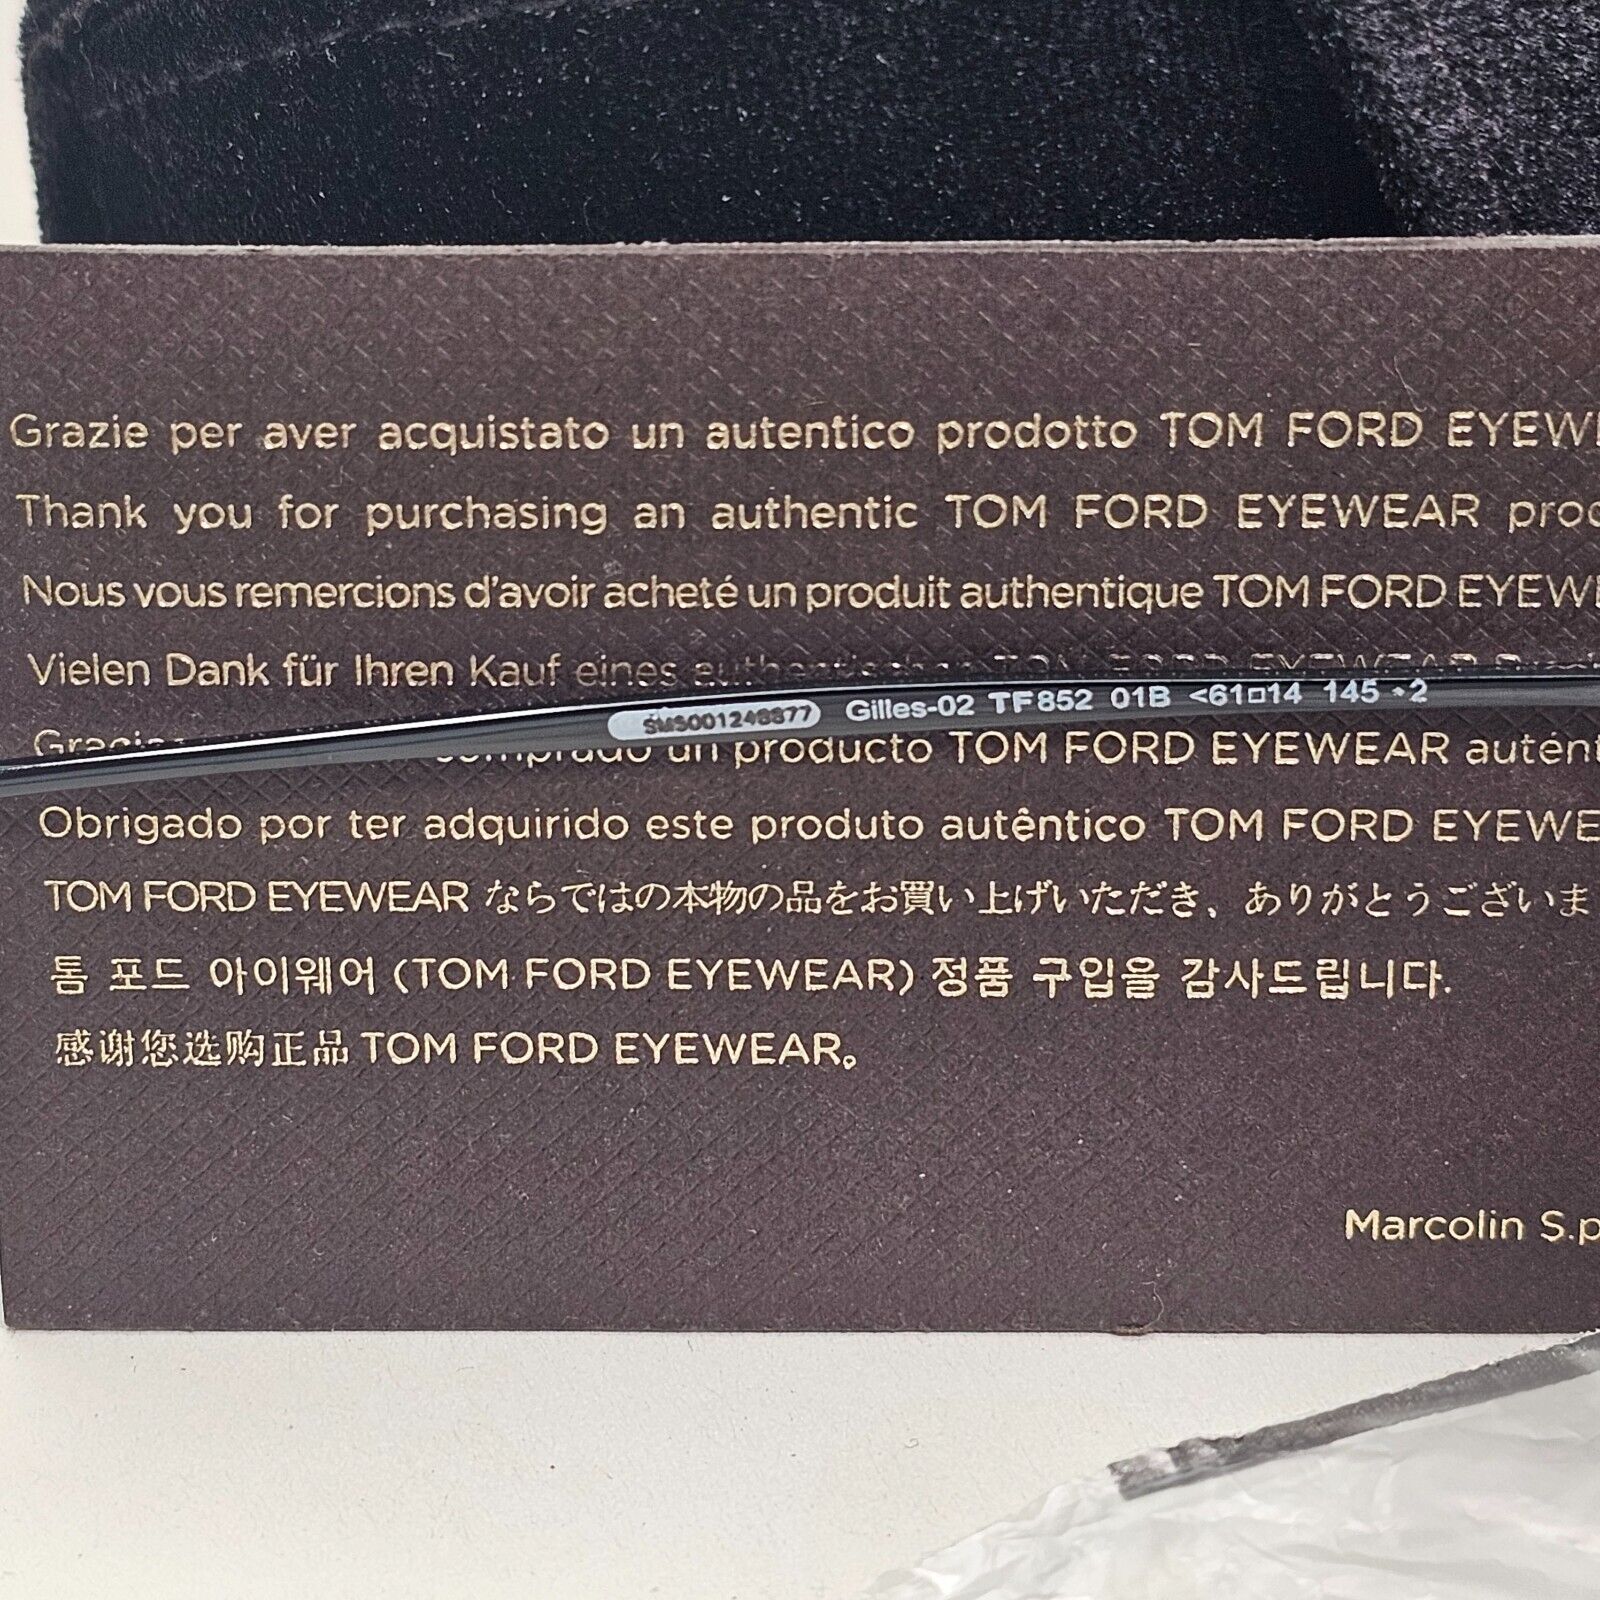 Grazie per aver acquistato un autentico prodotto TOM FORD EYEW
Thank you for purchasing an authentic TOM FORD EYEWEAR prod
Nous vous remercions d'avoir acheté un produit authentique TOM FORD EYEW
Vielen Dank für Ihren Kauf eines authentischen TOM FORD EYEWEAR
SMS001248877 Gilles-02 TF852 01B <61□14 145 *2
comprado un producto TOM FORD EYEWEAR autént
Obrigado por ter adquirido este produto autêntico TOM FORD EYEWE
TOM FORD EYEWEAR ならではの本物の品をお買い上げいただき、ありがとうございま
톰 포드 아이웨어 (TOM FORD EYEWEAR) 정품 구입을 감사드립니다.
感谢您选购正品 TOM FORD EYEWEAR。
Marcolin S.p